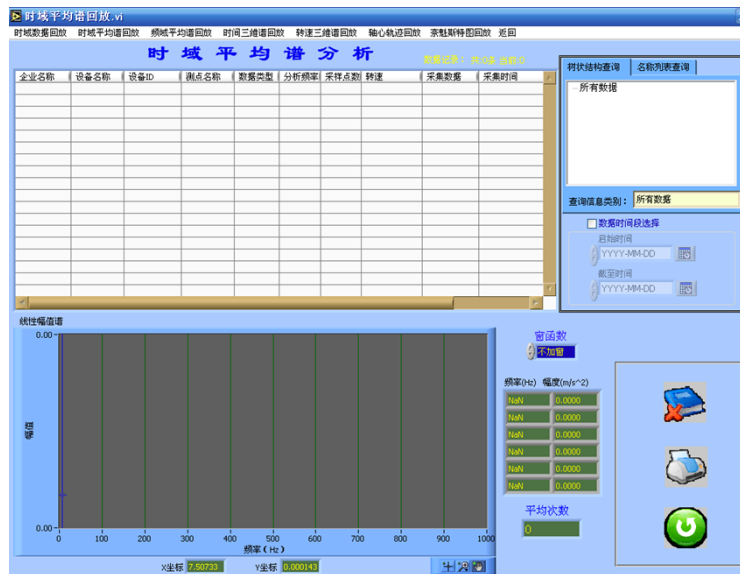 时域平均谱回放.vi
时域数据回放 时域平均谱回放 频域平均谱回放 时间三维谱回放 转速三维谱回放 轴心轨迹回放 奈魁斯特图回放 返回
时域平均谱分析
数据记录: 共:0条 当前:0
企业名称 设备名称 设备ID 测点名称 数据类型 分析频率 采样点数 转速 采集数据 采集时间
树状结构查询 名称列表查询
所有数据
查询信息类别: 所有数据
数据时间段选择
启始时间
YYYY-MM-DD
截至时间
YYYY-MM-DD
线性幅值谱
0.00
幅值
0.00
0 100 200 300 400 500 600 700 800 900 1000
频率(Hz)
X坐标 7.50733 Y坐标 0.000143
窗函数
不加窗
频率(Hz) 幅度(m/s^2)
NaN 0.0000
NaN 0.0000
NaN 0.0000
NaN 0.0000
NaN 0.0000
NaN 0.0000
平均次数
0